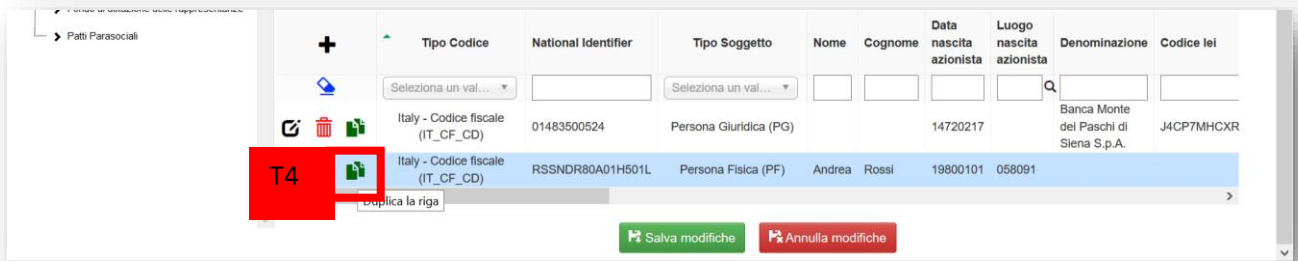 Patti Parasociali
Tipo Codice
National Identifier
Tipo Soggetto
Nome
Cognome
Data nascita azionista
Luogo nascita azionista
Denominazione
Codice lei
Seleziona un val...
Seleziona un val...
Italy - Codice fiscale (IT_CF_CD)
01483500524
Persona Giuridica (PG)
14720217
Banca Monte dei Paschi di Siena S.p.A.
J4CP7MHCXR
T4
Italy - Codice fiscale (IT_CF_CD)
RSSNDR80A01H501L
Persona Fisica (PF)
Andrea
Rossi
19800101
058091
Duplica la riga
Salva modifiche
Annulla modifiche